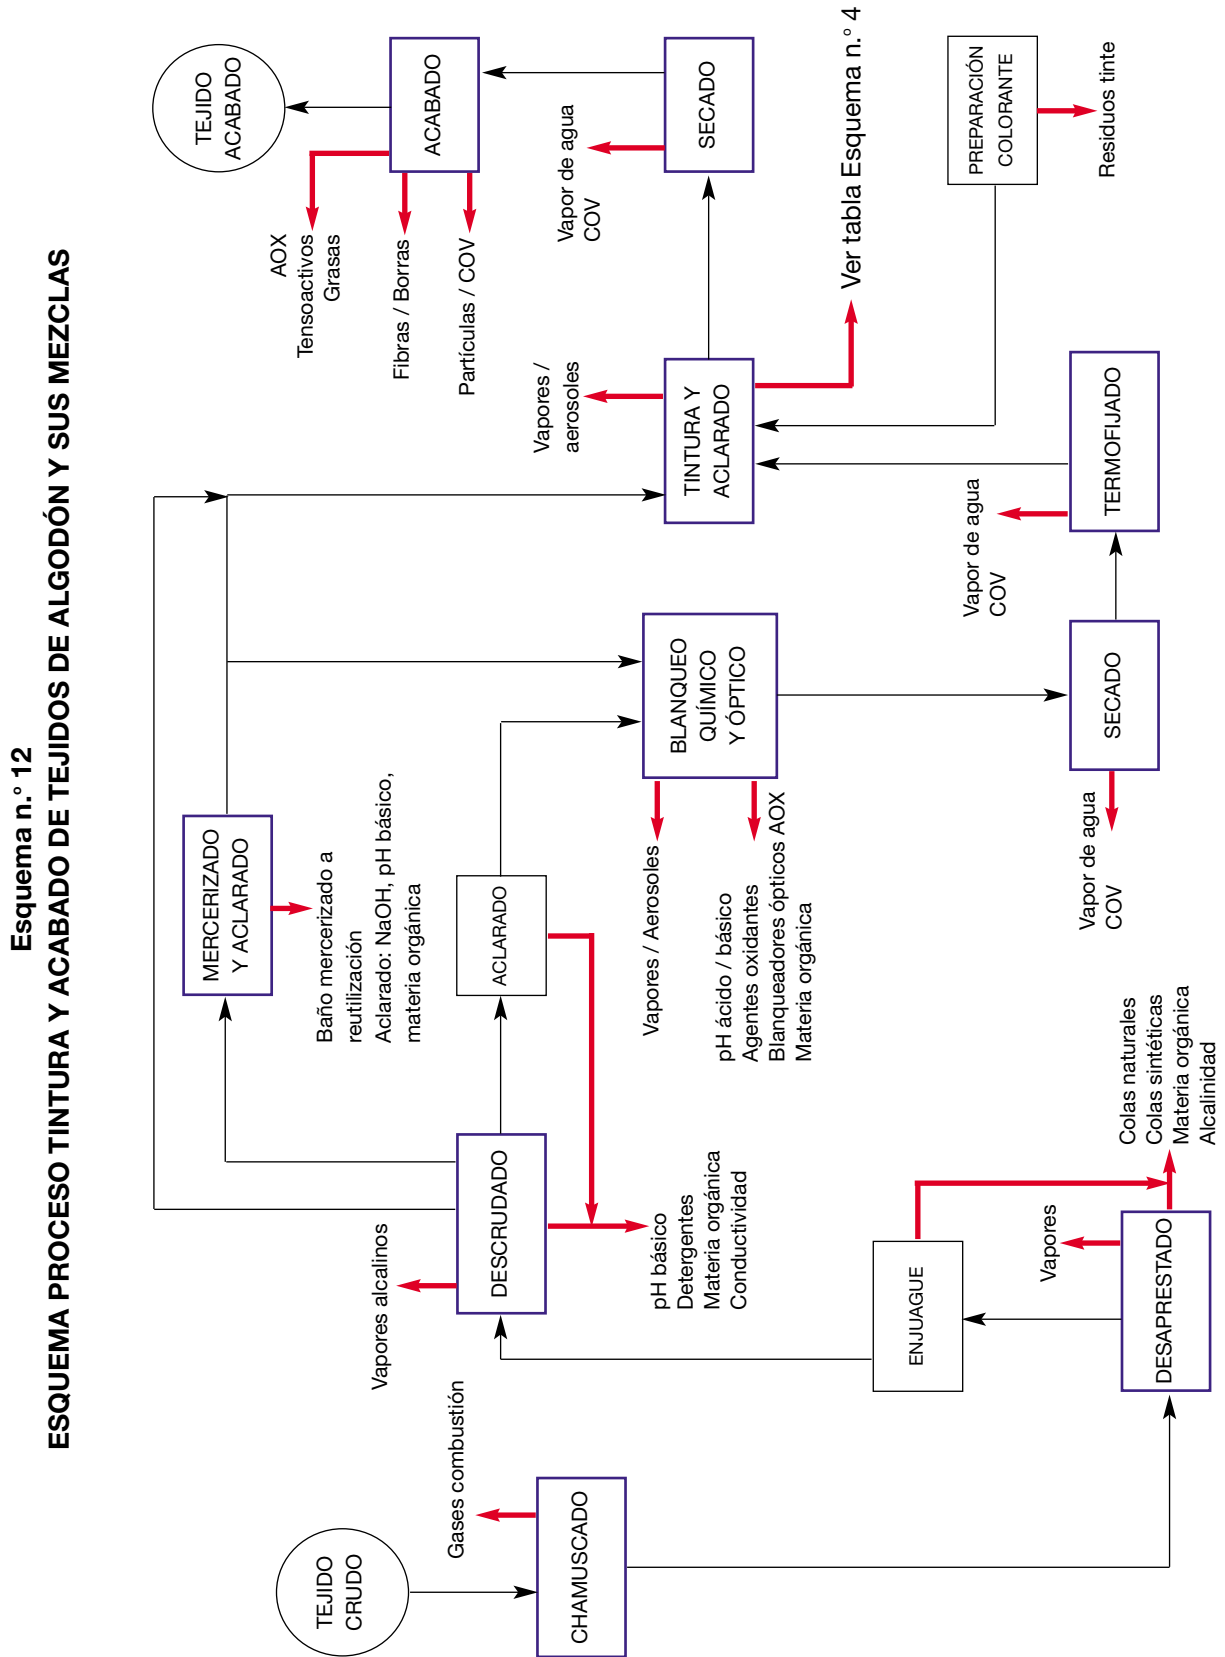 Esquema n.° 12
ESQUEMA PROCESO TINTURA Y ACABADO DE TEJIDOS DE ALGODÓN Y SUS MEZCLAS
TEJIDO
CRUDO
CHAMUSCADO
Gases combustión
DESAPRESTADO
Vapores
Colas naturales
Colas sintéticas
Materia orgánica
Alcalinidad
ENJUAGUE
DESCRUDADO
Vapores alcalinos
pH básico
Detergentes
Materia orgánica
Conductividad
MERCERIZADO
Y ACLARADO
Baño mercerizado a
reutilización
Aclarado: NaOH, pH básico,
materia orgánica
ACLARADO
BLANQUEO
QUÍMICO
Y ÓPTICO
Vapores / Aerosoles
pH ácido / básico
Agentes oxidantes
Blanqueadores ópticos AOX
Materia orgánica
SECADO
Vapor de agua
COV
TERMOFIJADO
Vapor de agua
COV
TINTURA Y
ACLARADO
Vapores /
aerosoles
Ver tabla Esquema n.° 4
PREPARACIÓN
COLORANTE
Residuos tinte
SECADO
Vapor de agua
COV
ACABADO
AOX
Tensoactivos
Grasas
Fibras / Borras
Partículas / COV
TEJIDO
ACABADO